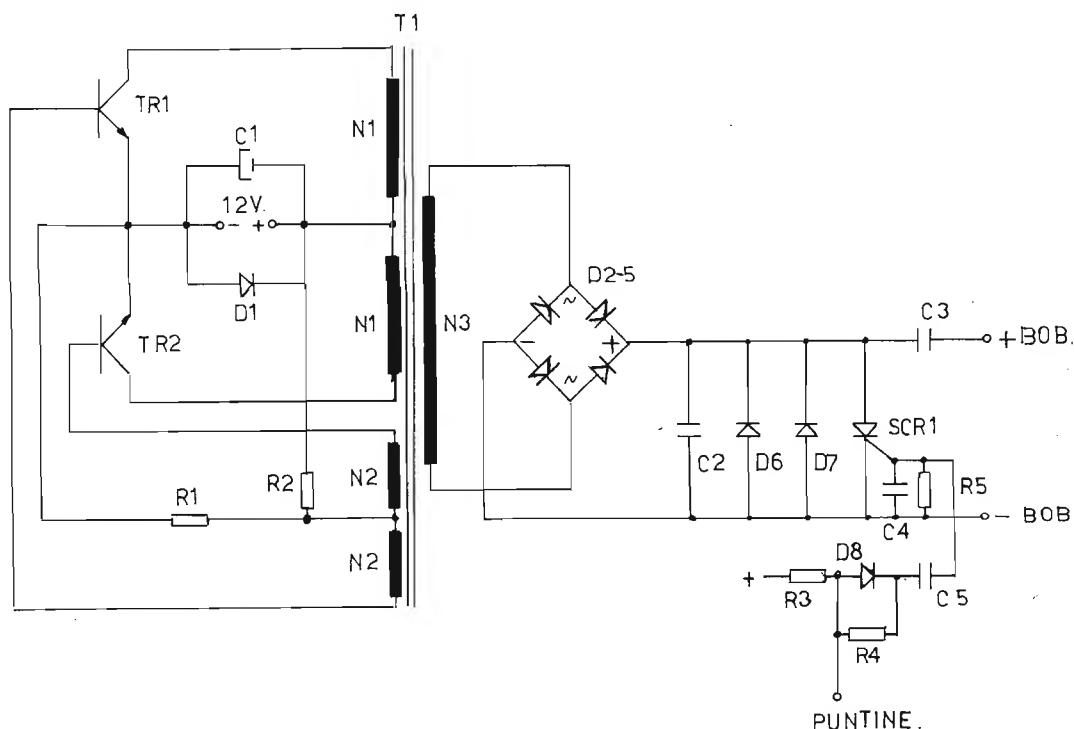 T1
TR1
N1
C1
12V.
- +
D1
N1
TR2
N3
D2-5
~
- +
~
C3
+ BOB.
SCR1
C2
D6
D7
R5
C4
- BOB
N2
R2
R1
N2
D8
+
R3
C5
R4
PUNTINE.